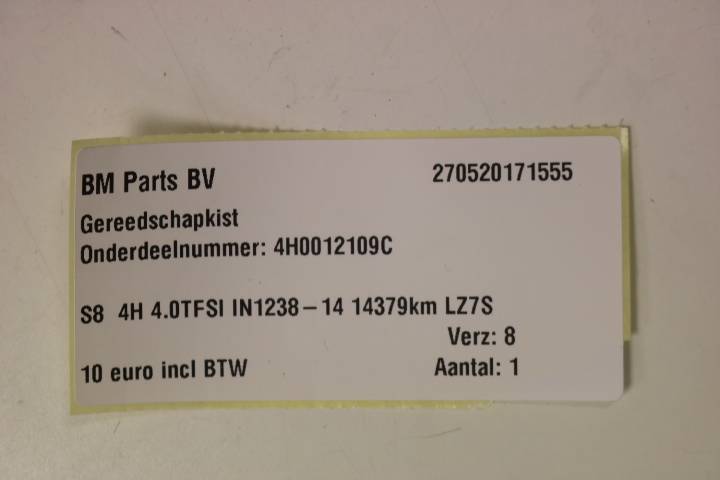 BM Parts BV 270520171555
Gereedschapkist
Onderdeelnummer: 4H0012109C
S8 4H 4.0TFSI IN1238-14 14379km LZ7S
Verz: 8
10 euro incl BTW Aantal: 1